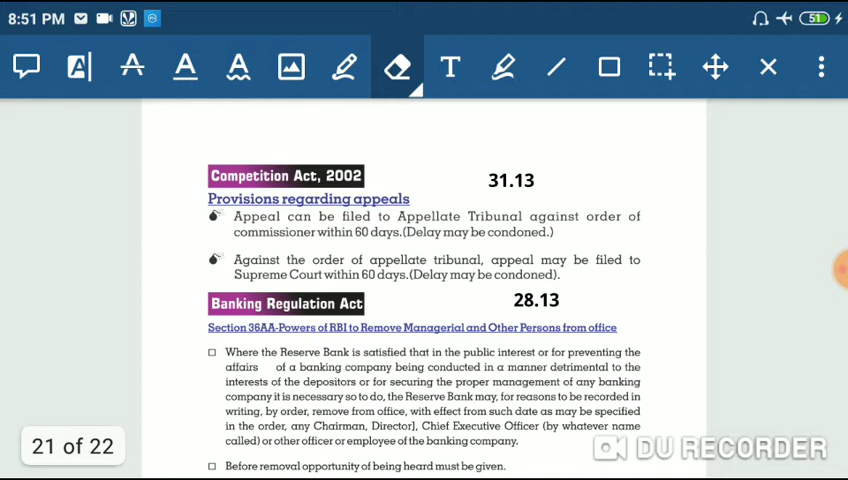 8:51 PM
51
A
A
A
A
T
Competition Act, 2002
31.13
Provisions regarding appeals
Appeal can be filed to Appellate Tribunal against order of
commissioner within 60 days.(Delay may be condoned.)
Against the order of appellate tribunal, appeal may be filed to
Supreme Court within 60 days.(Delay may be condoned).
Banking Regulation Act
28.13
Section 36AA-Powers of RBI to Remove Managerial and Other Persons from office
Where the Reserve Bank is satisfied that in the public interest or for preventing the
affairs of a banking company being conducted in a manner detrimental to the
interests of the depositors or for securing the proper management of any banking
company it is necessary so to do, the Reserve Bank may, for reasons to be recorded in
writing, by order, remove from office, with effect from such date as may be specified
in the order, any Chairman, Director], Chief Executive Officer (by whatever name
called) or other officer or employee of the banking company.
21 of 22
DU RECORDER
Before removal opportunity of being heard must be given.